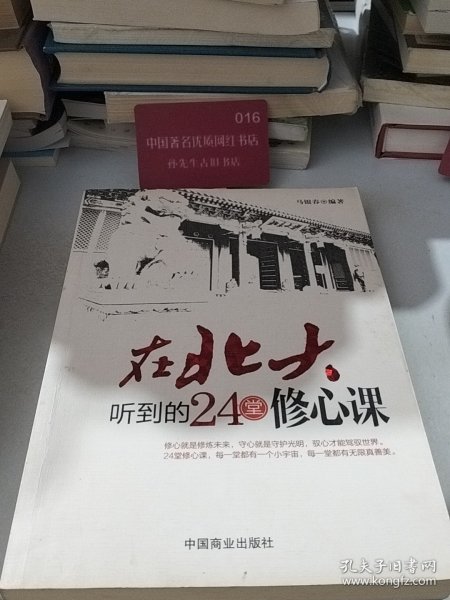 016
中国著名优质网红书店
孙先生古旧书店
马银春 编著
在北大
听到的24堂修心课
修心就是修炼未来，守心就是守护光明，驭心才能驾驭世界。
24堂修心课，每一堂都有一个小宇宙，每一堂都有无限真善美。
中国商业出版社
孔夫子旧书网
www.kongfz.com